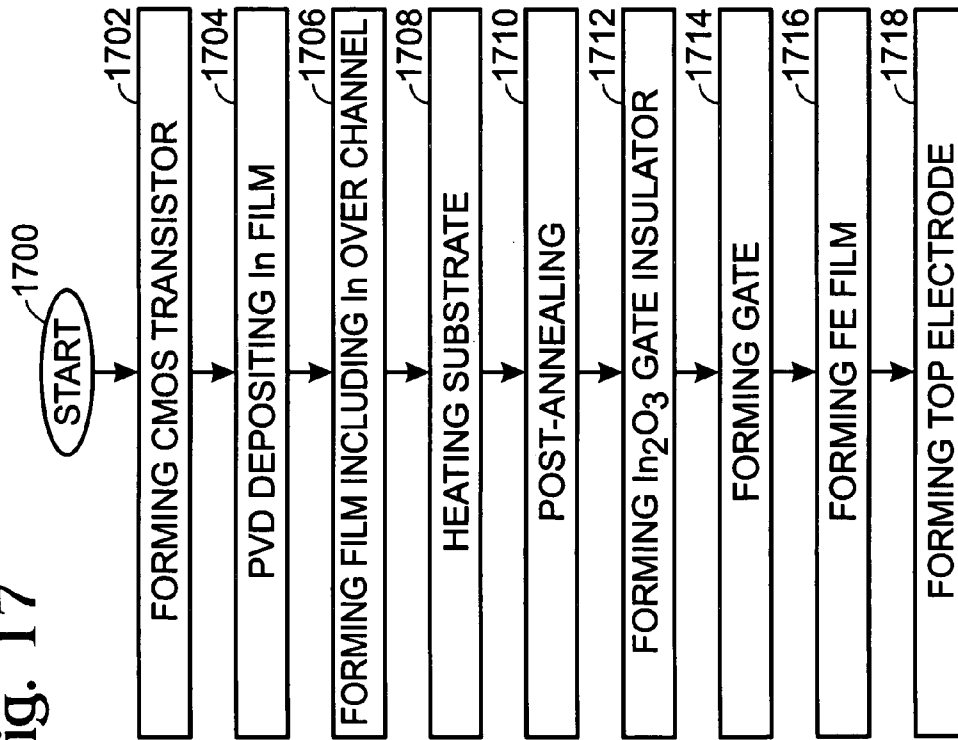 ig. 17
START
1700
1702
FORMING CMOS TRANSISTOR
1704
PVD DEPOSITING In FILM
1706
FORMING FILM INCLUDING In OVER CHANNEL
1708
HEATING SUBSTRATE
1710
POST-ANNEALING
1712
FORMING In₂O₃ GATE INSULATOR
1714
FORMING GATE
1716
FORMING FE FILM
1718
FORMING TOP ELECTRODE